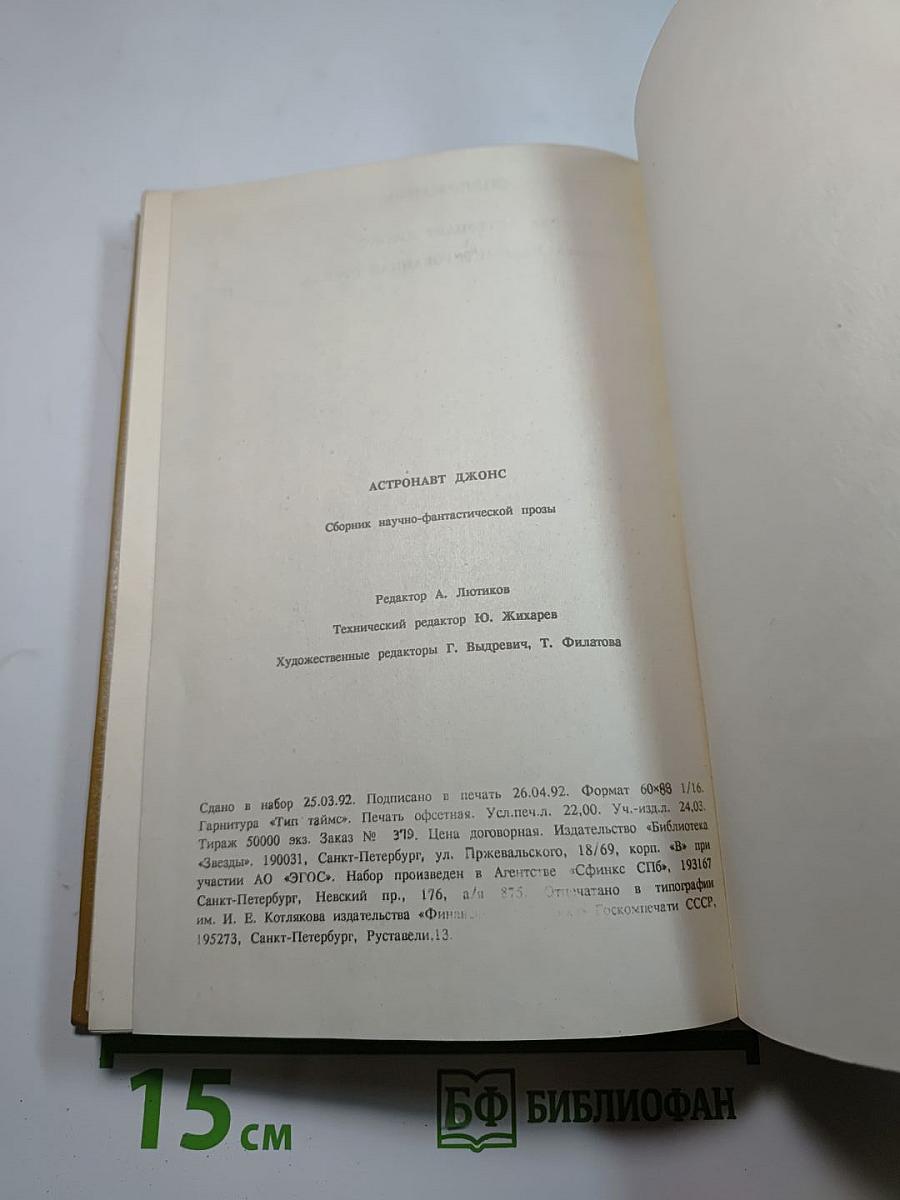 АСТРОНАВТ ДЖОНС
Сборник научно-фантастической прозы
Редактор А. Лютиков
Технический редактор Ю. Жихарев
Художественные редакторы Г. Выдревич, Т. Филатова
Сдано в набор 25.03.92. Подписано в печать 26.04.92. Формат 60×88 1/16.
Гарнитура «Тип таймс». Печать офсетная. Усл.печ.л. 22,00. Уч.-изд.л. 24,03.
Тираж 50000 экз. Заказ № 379. Цена договорная. Издательство «Библиотека
«Звезды». 190031, Санкт-Петербург, ул. Пржевальского, 18/69, корп. «В» при
участии АО «ЭГОС». Набор произведен в Агентстве «Сфинкс СПб», 193167
Санкт-Петербург, Невский пр., 176, а/я 875. Отпечатано в типографии
им. И. Е. Котлякова издательства Госкомпечати СССР,
195273, Санкт-Петербург, Руставели,13.
15 см
БФ БИБЛИОФАН